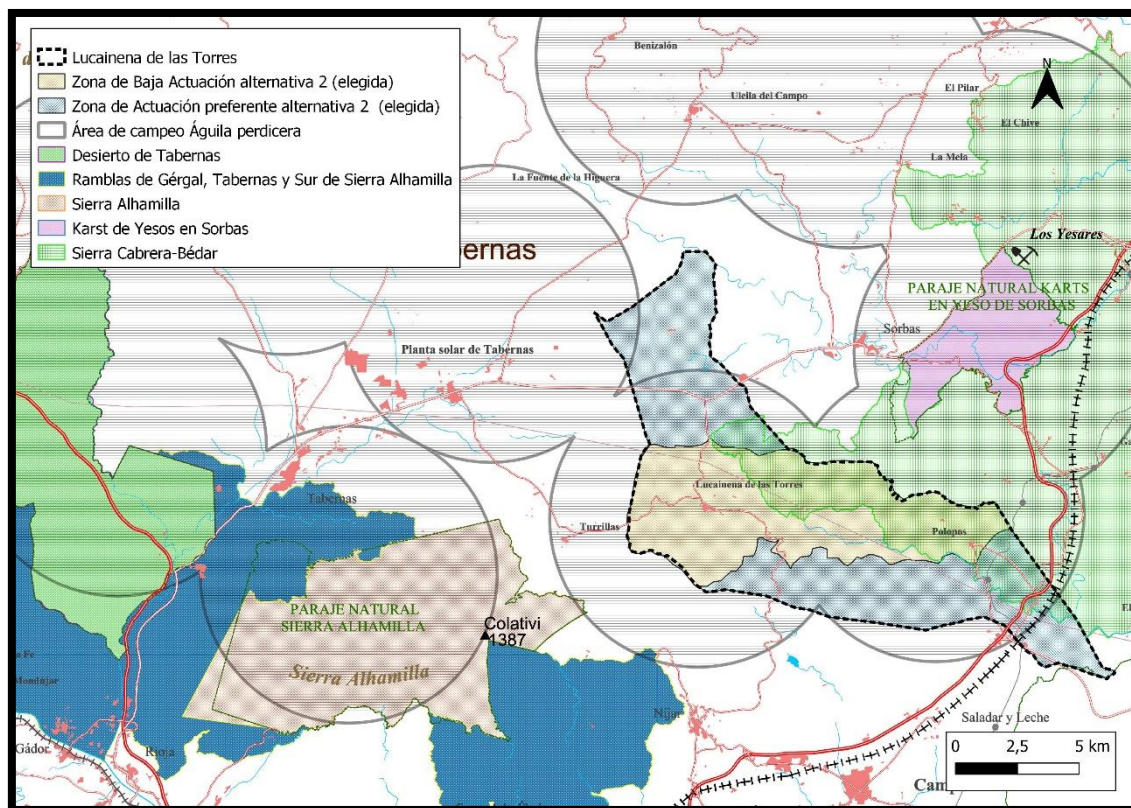 Lucainena de las Torres
Zona de Baja Actuación alternativa 2 (elegida)
Zona de Actuación preferente alternativa 2 (elegida)
Área de campeo Águila perdicera
Desierto de Tabernas
Ramblas de Gérgal, Tabernas y Sur de Sierra Alhamilla
Sierra Alhamilla
Karst de Yesos en Sorbas
Sierra Cabrera-Bédar
Benizalón
Uleila del Campo
El Pilar
N
El Chive
La Mela
La Fuente de la Higuera
bernas
Los Yesares
PARAJE NATURAL KARTS
EN YESO DE SORBAS
Sorbas
Planta solar de Tabernas
Tabernas
Lucainena de las Torres
Turrillas
Polopos
PARAJE NATURAL
SIERRA ALHAMILLA
Colativi
1387
Sierra Alhamilla
Mondújar
Gádor
Rioja
Níjar
Saladar y Leche
Camp
0 2,5 5 km